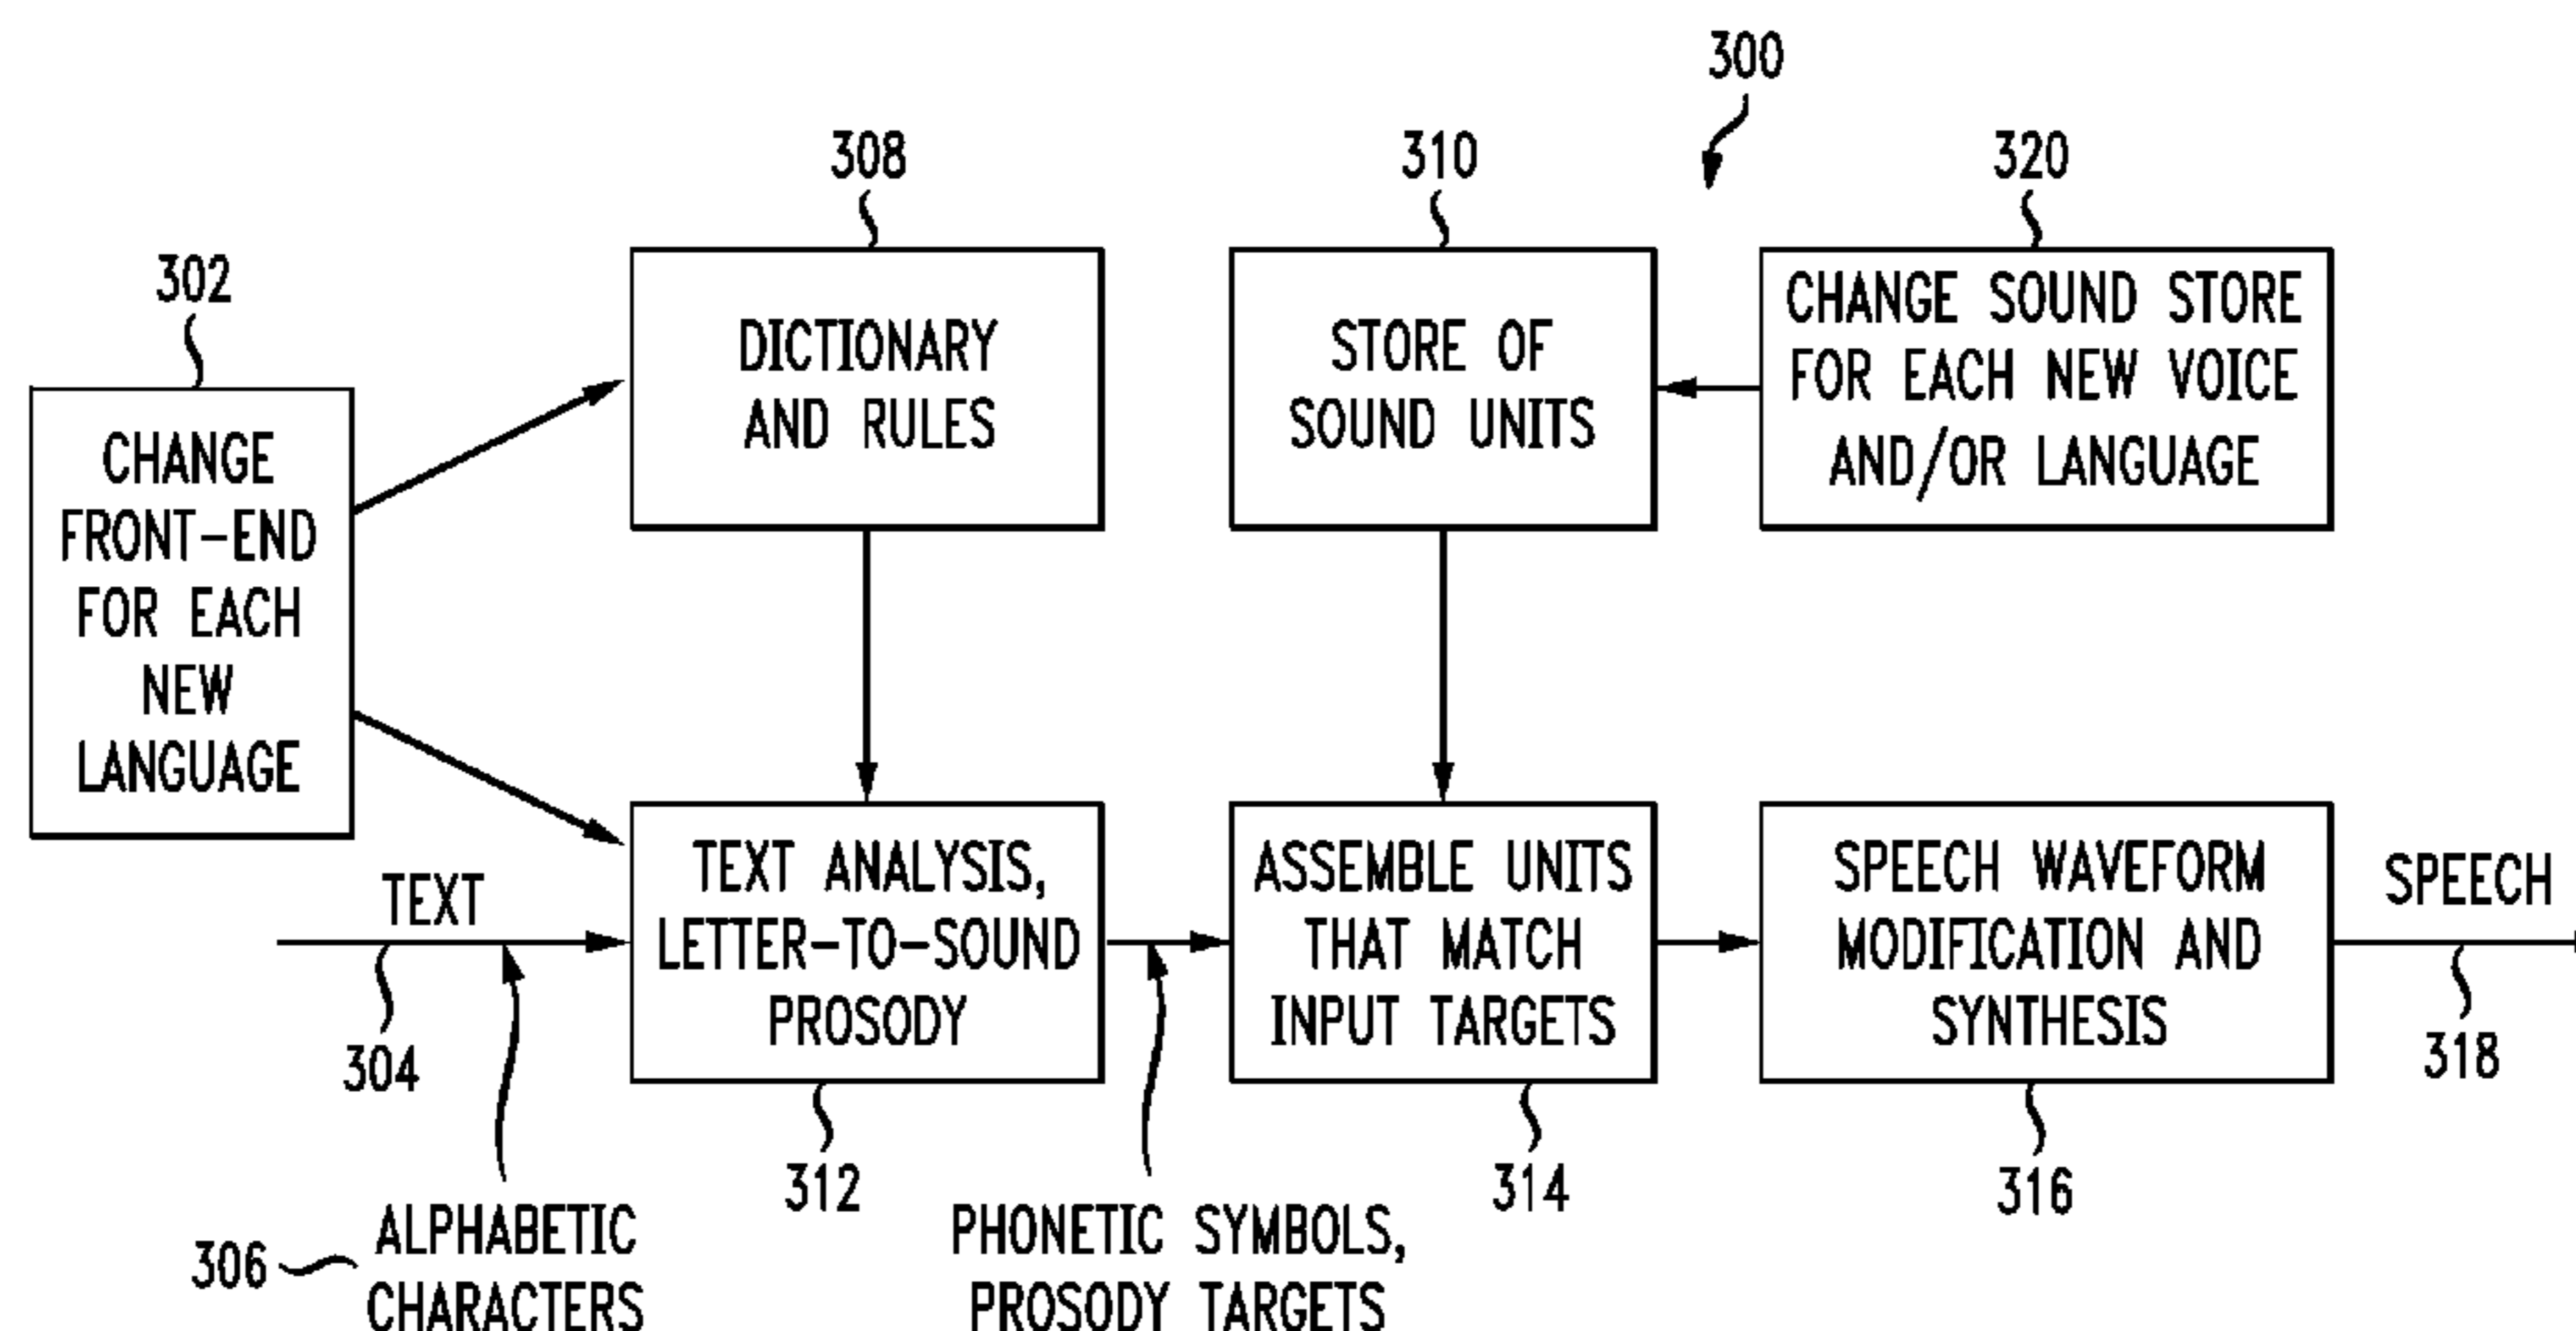 300
308
310
320
302
DICTIONARY
AND RULES
STORE OF
SOUND UNITS
CHANGE SOUND STORE
FOR EACH NEW VOICE
AND/OR LANGUAGE
CHANGE
FRONT-END
FOR EACH
NEW
LANGUAGE
TEXT
304
TEXT ANALYSIS,
LETTER-TO-SOUND
PROSODY
ASSEMBLE UNITS
THAT MATCH
INPUT TARGETS
SPEECH WAVEFORM
MODIFICATION AND
SYNTHESIS
SPEECH
318
312
314
316
306
ALPHABETIC
CHARACTERS
PHONETIC SYMBOLS,
PROSODY TARGETS